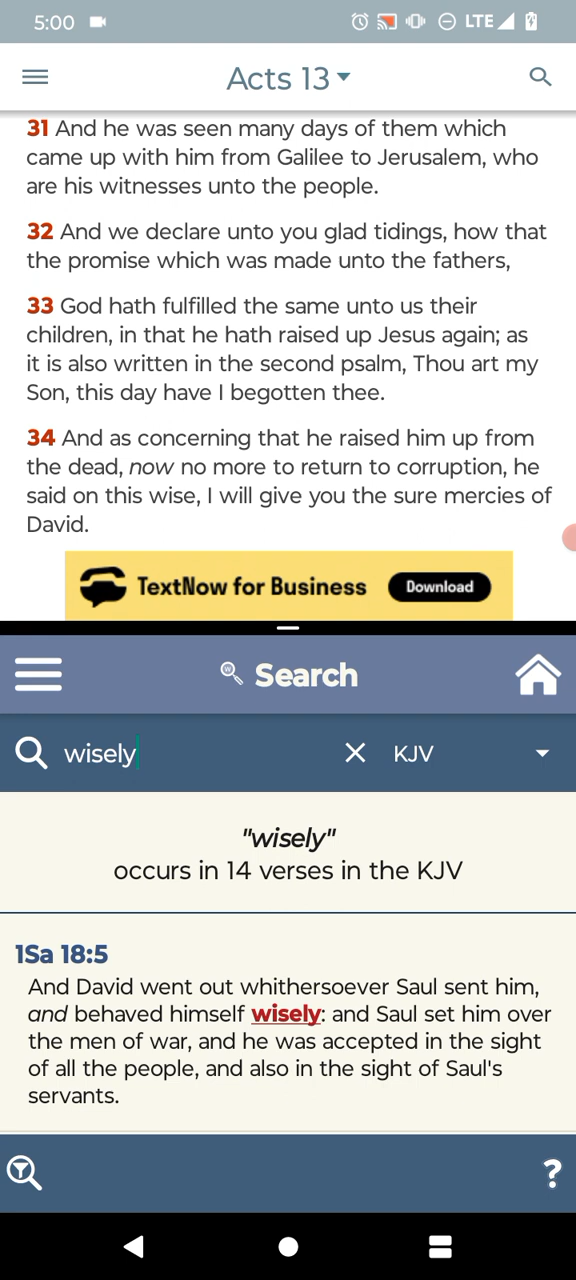 5:00 LTE
Acts 13
31 And he was seen many days of them which
came up with him from Galilee to Jerusalem, who
are his witnesses unto the people.
32 And we declare unto you glad tidings, how that
the promise which was made unto the fathers,
33 God hath fulfilled the same unto us their
children, in that he hath raised up Jesus again; as
it is also written in the second psalm, Thou art my
Son, this day have I begotten thee.
34 And as concerning that he raised him up from
the dead, now no more to return to corruption, he
said on this wise, I will give you the sure mercies of
David.
TextNow for Business Download
W Search
wisely KJV
"wisely"
occurs in 14 verses in the KJV
1Sa 18:5
And David went out whithersoever Saul sent him,
and behaved himself wisely: and Saul set him over
the men of war, and he was accepted in the sight
of all the people, and also in the sight of Saul's
servants.
?